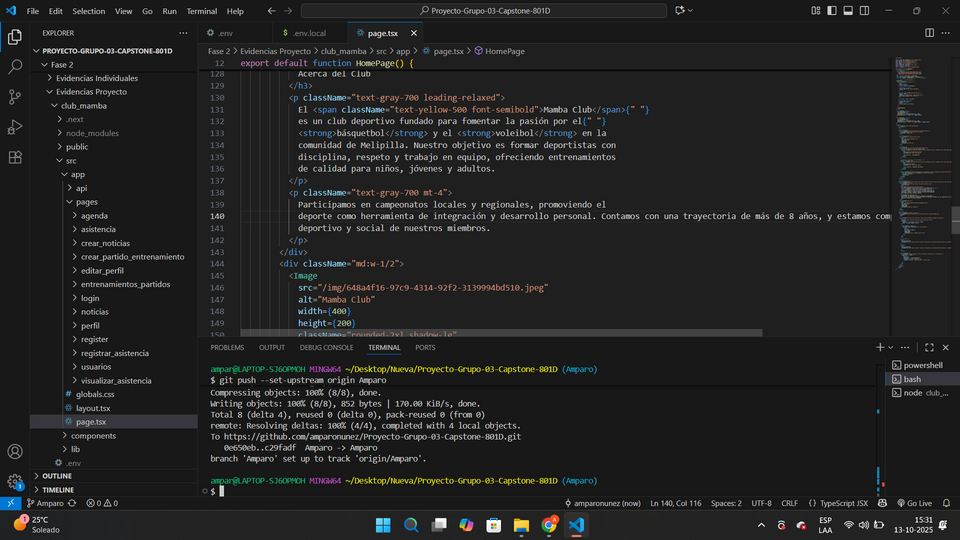 File Edit Selection View Go Run Terminal Help
Proyecto-Grupo-03-Capstone-801D
EXPLORER
PROYECTO-GRUPO-03-CAPSTONE-801D
Fase 2
Evidencias Individuales
Evidencias Proyecto
club_mamba
.next
node_modules
public
src
app
api
pages
agenda
asistencia
crear_noticias
crear_partido_entrenamiento
editar_perfil
entrenamientos_partidos
login
noticias
perfil
register
registrar_asistencia
usuarios
visualizar_asistencia
globals.css
layout.tsx
page.tsx
components
lib
.env
OUTLINE
TIMELINE
.env
.env.local
page.tsx
Fase 2 > Evidencias Proyecto > club_mamba > src > app > page.tsx > HomePage
12 export default function HomePage() {
128 Acerca del Club
129 </h3>
130 <p className="text-gray-700 leading-relaxed">
131 El <span className="text-yellow-500 font-semibold">Mamba Club</span>{" "}
132 es un club deportivo fundado para fomentar la pasión por el{" "}
133 <strong>básquetbol</strong> y el <strong>voleibol</strong> en la
134 comunidad de Melipilla. Nuestro objetivo es formar deportistas con
135 disciplina, respeto y trabajo en equipo, ofreciendo entrenamientos
136 de calidad para niños, jóvenes y adultos.
137 </p>
138 <p className="text-gray-700 mt-4">
139 Participamos en campeonatos locales y regionales, promoviendo el
140 deporte como herramienta de integración y desarrollo personal. Contamos con una trayectoria de más de 8 años, y estamos com
141 deportivo y social de nuestros miembros.
142 </p>
143 </div>
144 <div className="md:w-1/2">
145 <Image
146 src="/img/648a4f16-97c9-4314-92f2-3139994bd510.jpeg"
147 alt="Mamba Club"
148 width={400}
149 height={200}
150 className="rounded-2xl shadow-lg"
PROBLEMS OUTPUT DEBUG CONSOLE TERMINAL PORTS
ampar@LAPTOP-SJ6OPMOH MINGW64 ~/Desktop/Nueva/Proyecto-Grupo-03-Capstone-801D (Amparo)
$ git push --set-upstream origin Amparo
Compressing objects: 100% (8/8), done.
Writing objects: 100% (8/8), 852 bytes | 170.00 KiB/s, done.
Total 8 (delta 4), reused 0 (delta 0), pack-reused 0 (from 0)
remote: Resolving deltas: 100% (4/4), completed with 4 local objects.
To https://github.com/amparonunez/Proyecto-Grupo-03-Capstone-801D.git
0e650eb..c29fadf Amparo -> Amparo
branch 'Amparo' set up to track 'origin/Amparo'.
ampar@LAPTOP-SJ6OPMOH MINGW64 ~/Desktop/Nueva/Proyecto-Grupo-03-Capstone-801D (Amparo)
$
powershell
bash
node club_...
Amparo 0 0 amparonunez (now) Ln 140, Col 116 Spaces: 2 UTF-8 CRLF {} TypeScript JSX Go Live
25°C
Soleado
ESP
LAA
15:31
13-10-2025